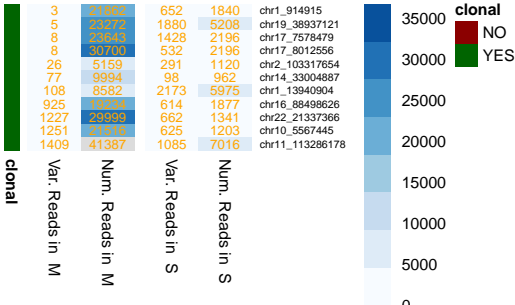 3 21862 652 1840 chr1_914915
5 23272 1880 5208 chr19_38937121
8 23643 1428 2196 chr17_7578479
8 30700 532 2196 chr17_8012556
26 5159 291 1120 chr2_103317654
77 9994 98 962 chr14_33004887
108 8582 2173 5975 chr1_13940904
925 19234 614 1877 chr16_88498626
1227 29999 663 1341 chr22_21337366
1251 21516 625 1203 chr10_5567445
1409 41387 1085 7016 chr11_113286178
clonal
Var. Reads in M
Num. Reads in M
Var. Reads in S
Num. Reads in S
35000
30000
25000
20000
15000
10000
5000
0
clonal
NO
YES